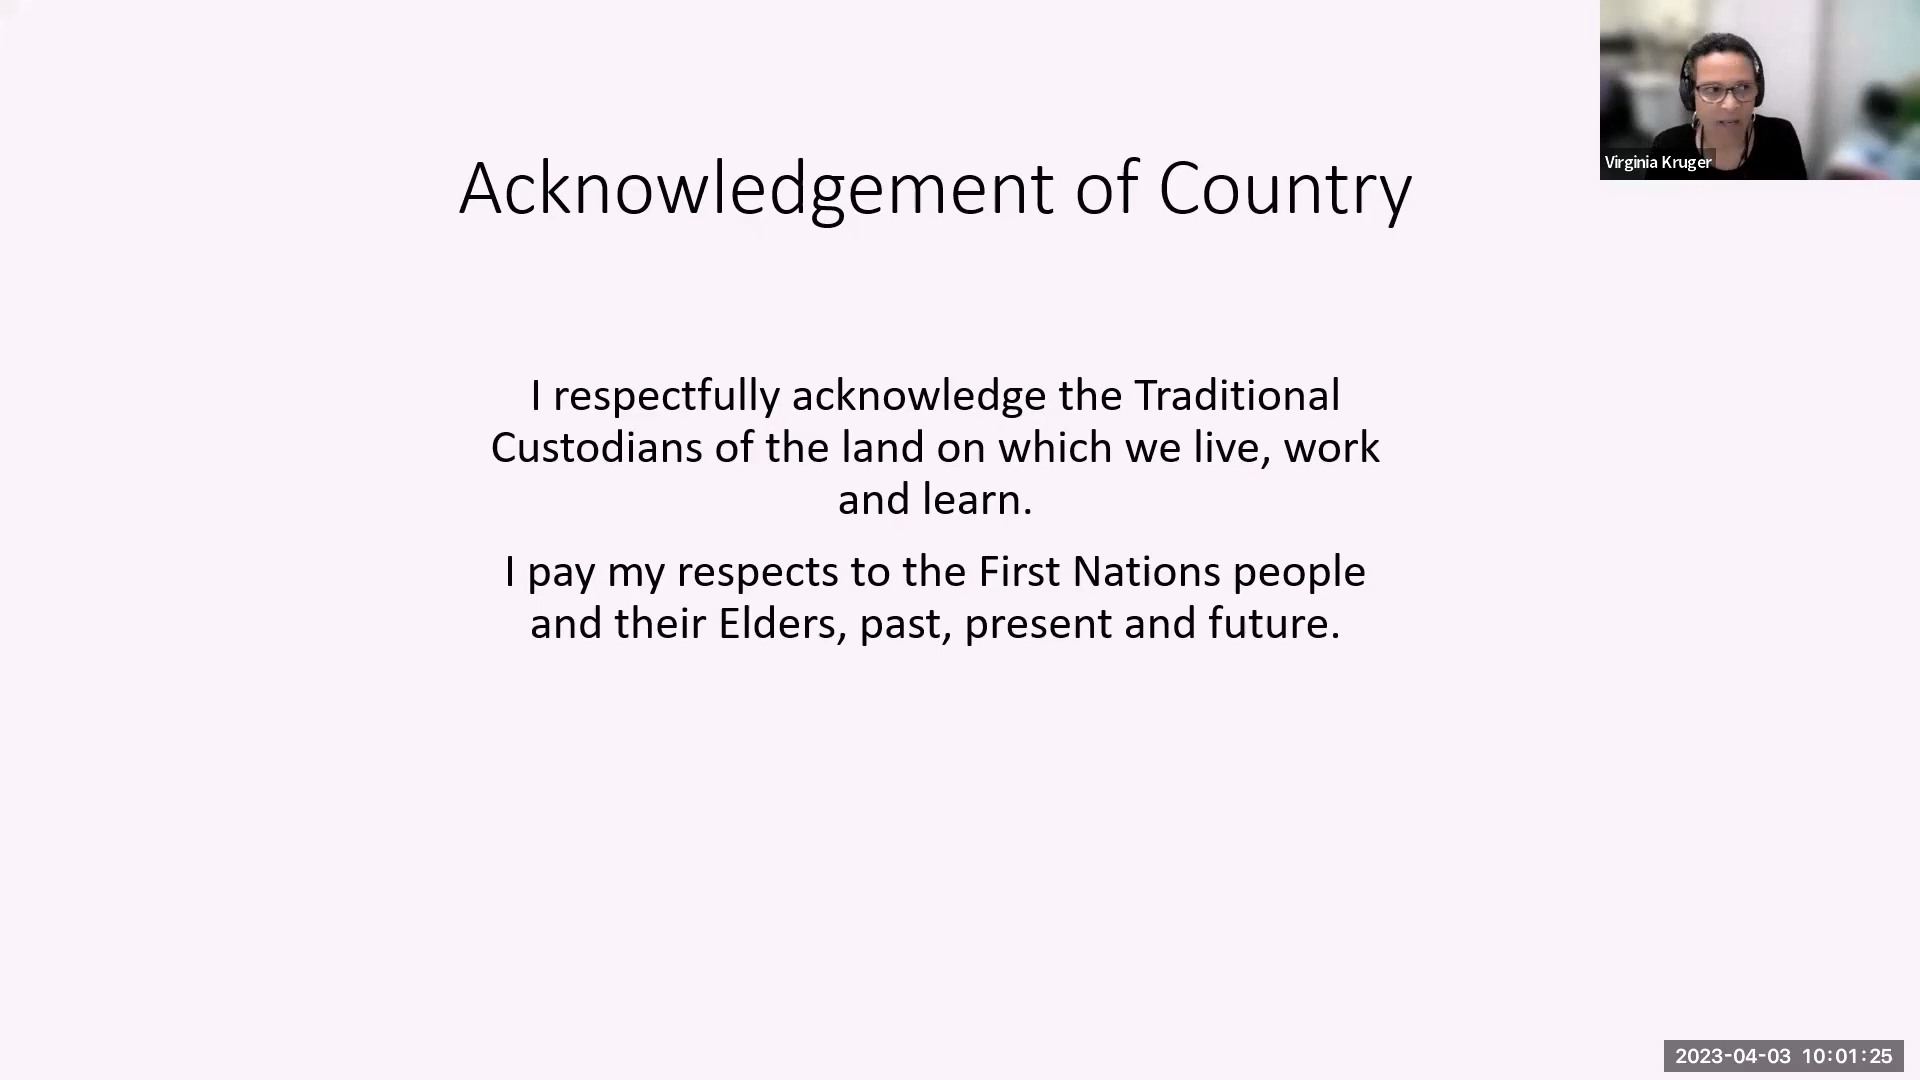 Virginia Kruger
Acknowledgement of Country
I respectfully acknowledge the Traditional
Custodians of the land on which we live, work
and learn.
I pay my respects to the First Nations people
and their Elders, past, present and future.
2023-04-03 10:01:25